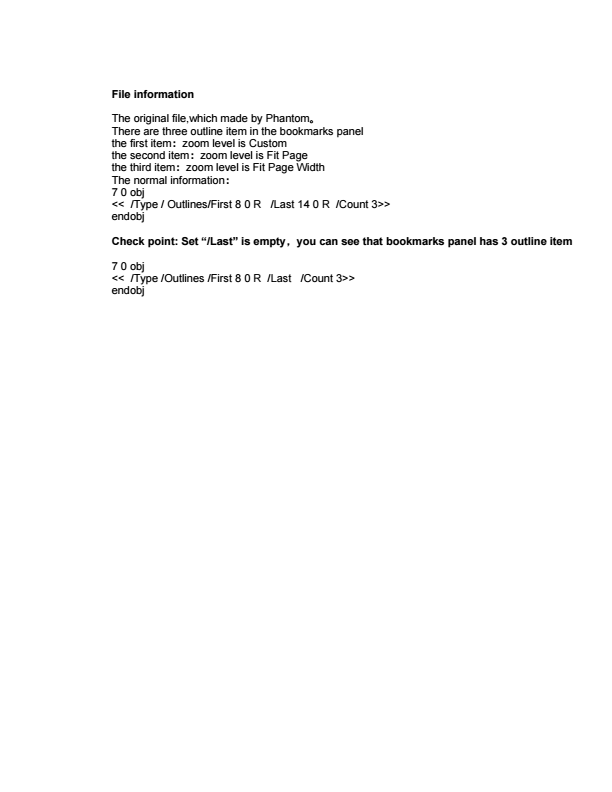 File information
The original file,which made by Phantom。
There are three outline item in the bookmarks panel
the first item：zoom level is Custom
the second item：zoom level is Fit Page
the third item：zoom level is Fit Page Width
The normal information：
7 0 obj
<<  /Type / Outlines/First 8 0 R   /Last 14 0 R  /Count 3>>
endobj
Check point: Set “/Last” is empty，you can see that bookmarks panel has 3 outline item
7 0 obj
<<  /Type /Outlines /First 8 0 R  /Last   /Count 3>>
endobj